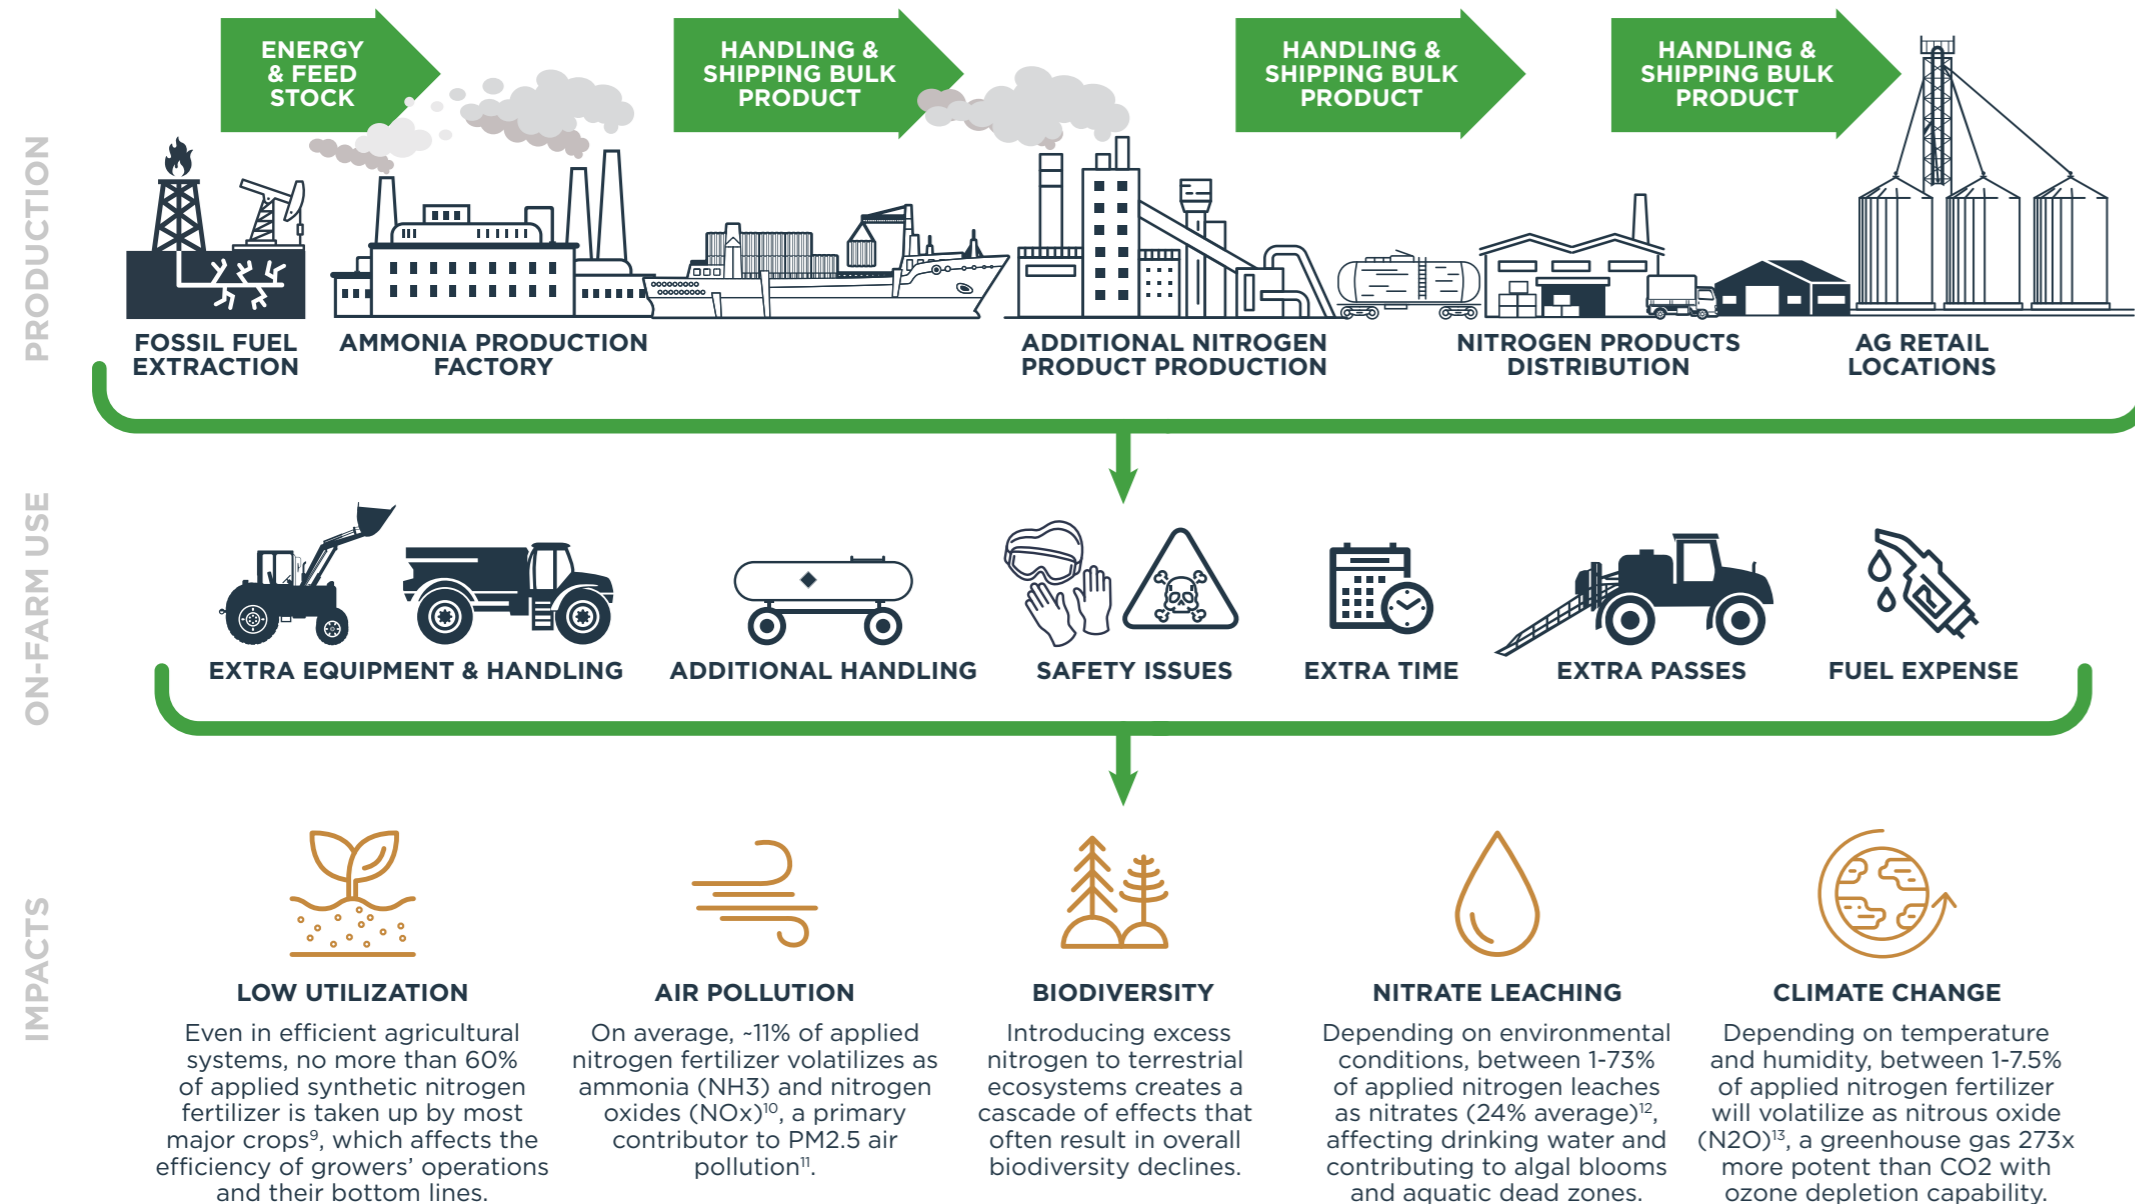 PRODUCTION
ENERGY
& FEED
STOCK
HANDLING &
SHIPPING BULK
PRODUCT
HANDLING &
SHIPPING BULK
PRODUCT
HANDLING &
SHIPPING BULK
PRODUCT
FOSSIL FUEL
EXTRACTION
AMMONIA PRODUCTION
FACTORY
ADDITIONAL NITROGEN
PRODUCT PRODUCTION
NITROGEN PRODUCTS
DISTRIBUTION
AG RETAIL
LOCATIONS
ON-FARM USE
EXTRA EQUIPMENT & HANDLING
ADDITIONAL HANDLING
SAFETY ISSUES
EXTRA TIME
EXTRA PASSES
FUEL EXPENSE
IMPACTS
LOW UTILIZATION
Even in efficient agricultural
systems, no more than 60%
of applied synthetic nitrogen
fertilizer is taken up by most
major crops⁹, which affects the
efficiency of growers’ operations
and their bottom lines.
AIR POLLUTION
On average, ~11% of applied
nitrogen fertilizer volatilizes as
ammonia (NH3) and nitrogen
oxides (NOx)¹⁰, a primary
contributor to PM2.5 air
pollution¹¹.
BIODIVERSITY
Introducing excess
nitrogen to terrestrial
ecosystems creates a
cascade of effects that
often result in overall
biodiversity declines.
NITRATE LEACHING
Depending on environmental
conditions, between 1-73%
of applied nitrogen leaches
as nitrates (24% average)¹²,
affecting drinking water and
contributing to algal blooms
and aquatic dead zones.
CLIMATE CHANGE
Depending on temperature
and humidity, between 1-7.5%
of applied nitrogen fertilizer
will volatilize as nitrous oxide
(N2O)¹³, a greenhouse gas 273x
more potent than CO2 with
ozone depletion capability.